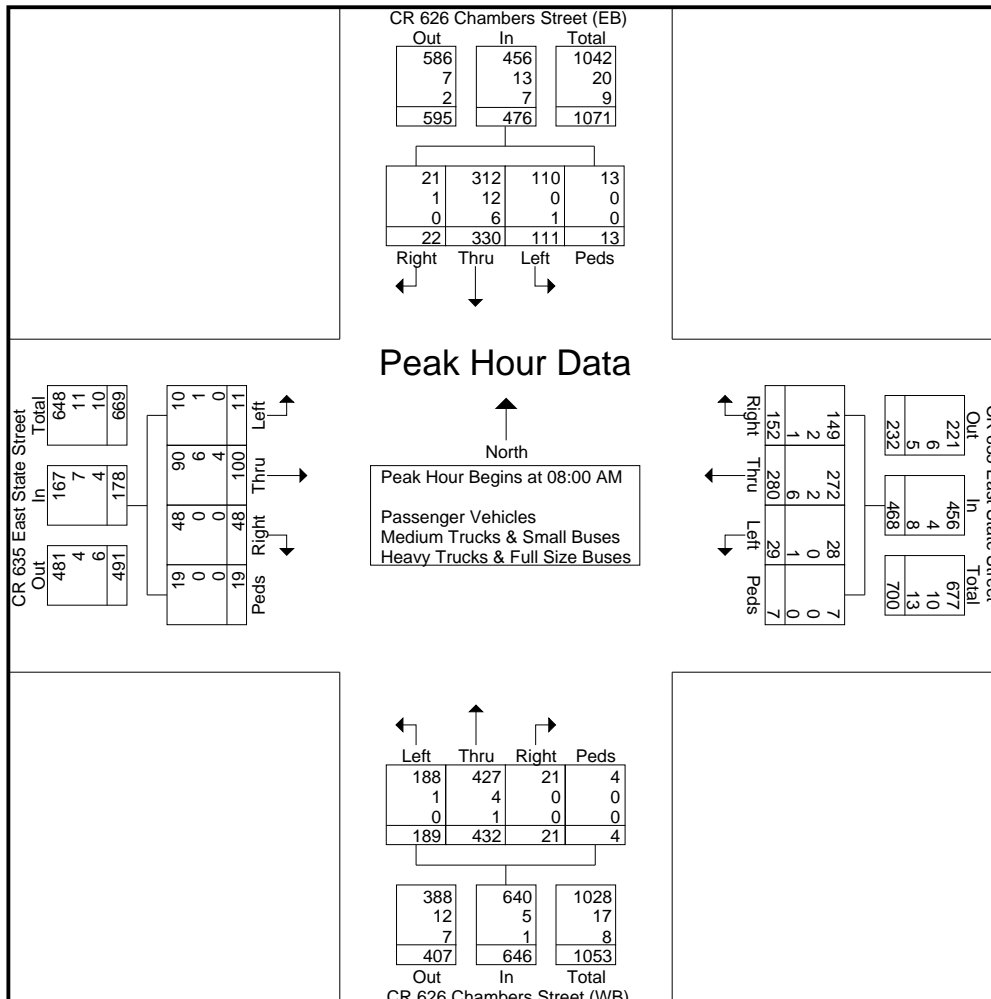 CR 626 Chambers Street (EB)
Out In Total
586 456 1042
7 13 20
2 7 9
595 476 1071
21 312 110 13
1 12 0 0
0 6 1 0
22 330 111 13
Right Thru Left Peds
Peak Hour Data
North
Peak Hour Begins at 08:00 AM
Passenger Vehicles
Medium Trucks & Small Buses
Heavy Trucks & Full Size Buses
CR 635 East State Street
Out In Total
481 167 648
4 7 11
6 4 10
491 178 669
10 90 48 19
1 6 0 0
0 4 0 0
11 100 48 19
Left Thru Right Peds
Right Thru Left Peds
152 280 29 7
1 6 1 0
2 2 0 0
149 272 28 7
East State Street
Out In Total
221 456 677
6 4 10
5 8 13
232 468 700
Left Thru Right Peds
188 427 21 4
1 4 0 0
0 1 0 0
189 432 21 4
388 640 1028
12 5 17
7 1 8
407 646 1053
Out In Total
CR 626 Chambers Street (WB)